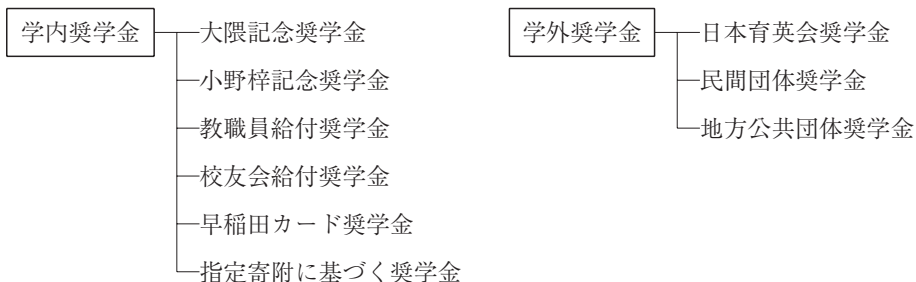 学内奨学金
大隈記念奨学金
小野梓記念奨学金
教職員給付奨学金
校友会給付奨学金
早稲田カード奨学金
指定寄附に基づく奨学金
学外奨学金
日本育英会奨学金
民間団体奨学金
地方公共団体奨学金